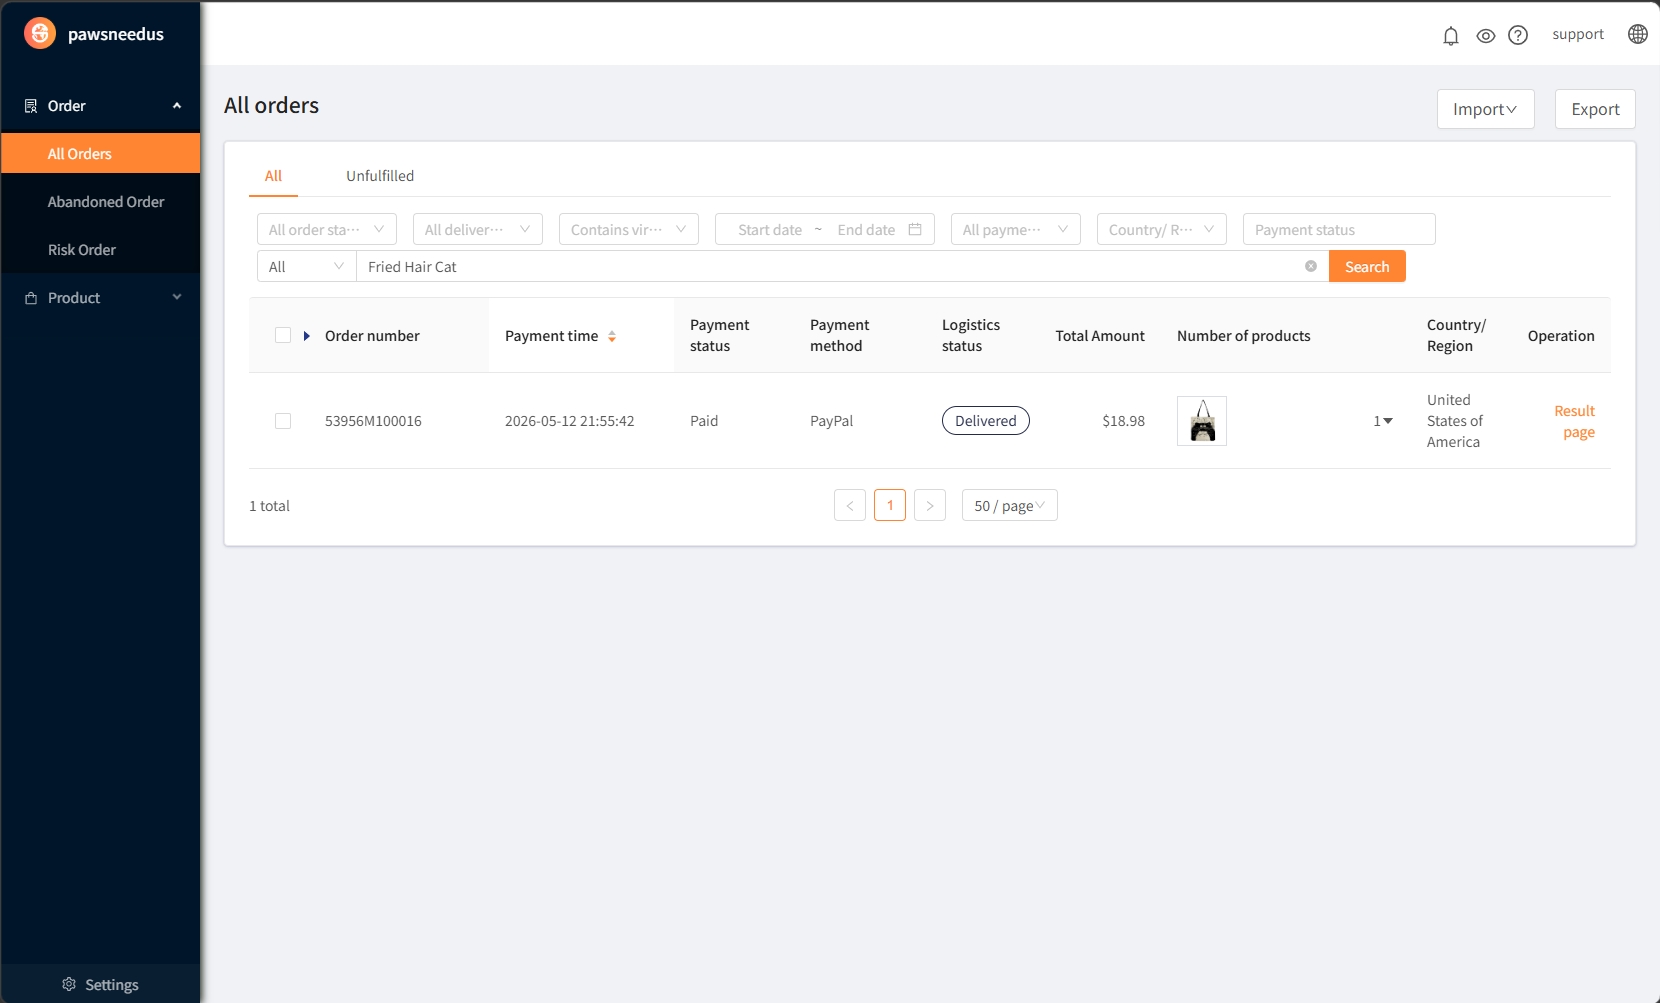 pawsneedus
support
Order
All Orders
Abandoned Order
Risk Order
Product
Settings
All orders
Import
Export
All
Unfulfilled
All order sta···
All deliver···
Contains vir···
Start date ~ End date
All payme···
Country/ R···
Payment status
All
Fried Hair Cat
Search
Order number
Payment time
Payment status
Payment method
Logistics status
Total Amount
Number of products
Country/ Region
Operation
53956M100016
2026-05-12 21:55:42
Paid
PayPal
Delivered
$18.98
1
United States of America
Result page
1 total
<
1
>
50 / page